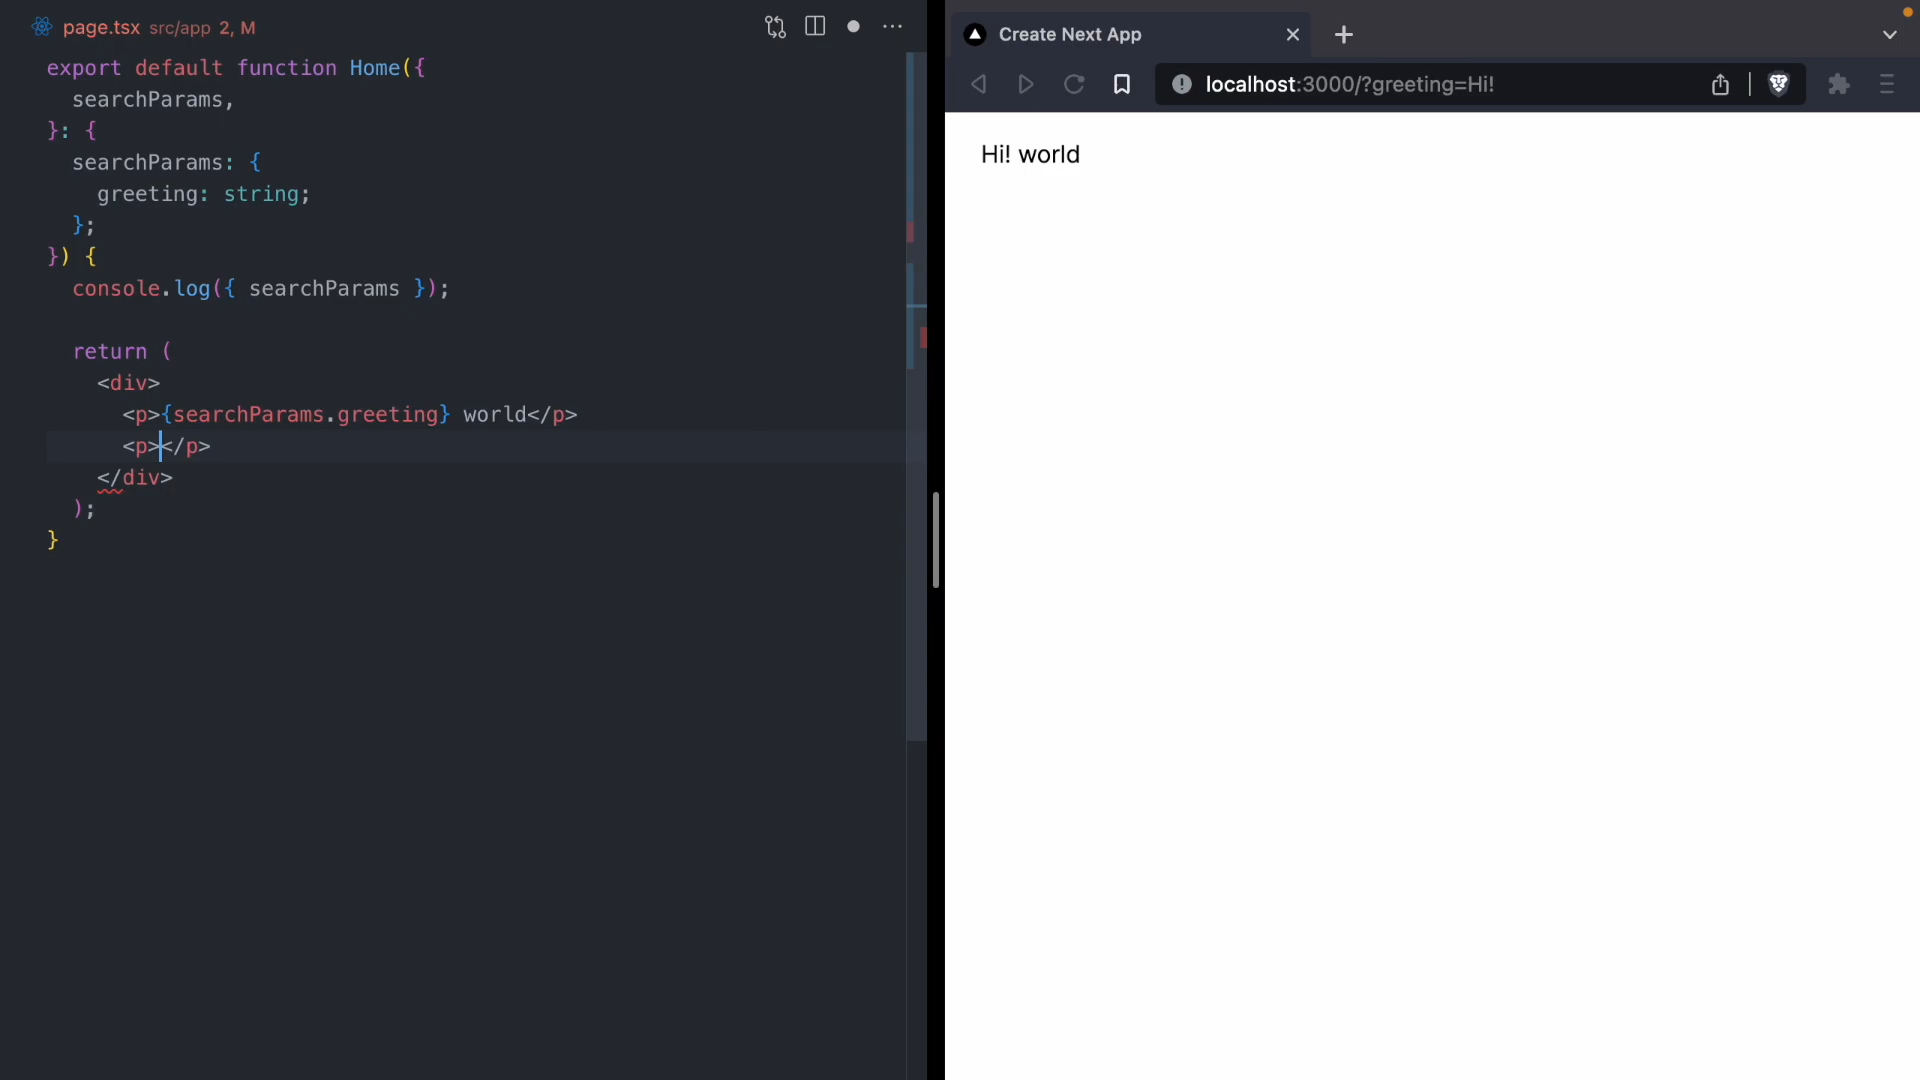 page.tsx src/app 2, M
export default function Home({
  searchParams,
}: {
  searchParams: {
    greeting: string;
  };
}) {
  console.log({ searchParams });
  return (
    <div>
      <p>{searchParams.greeting} world</p>
      <p></p>
    </div>
  );
}
Create Next App
localhost:3000/?greeting=Hi!
Hi! world